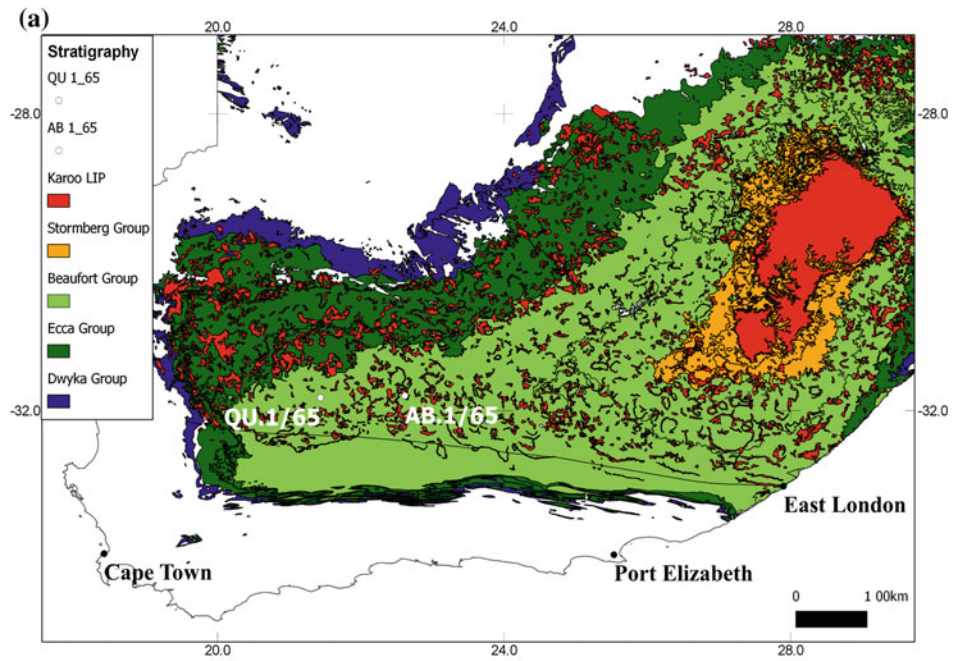 (a)
20.0
24.0
28.0
Stratigraphy
QU 1_65
AB 1_65
Karoo LIP
Stormberg Group
Beaufort Group
Ecca Group
Dwyka Group
-28.0
-28.0
-32.0
-32.0
QU.1/65
AB.1/65
East London
Cape Town
Port Elizabeth
0 1 00km
20.0
24.0
28.0